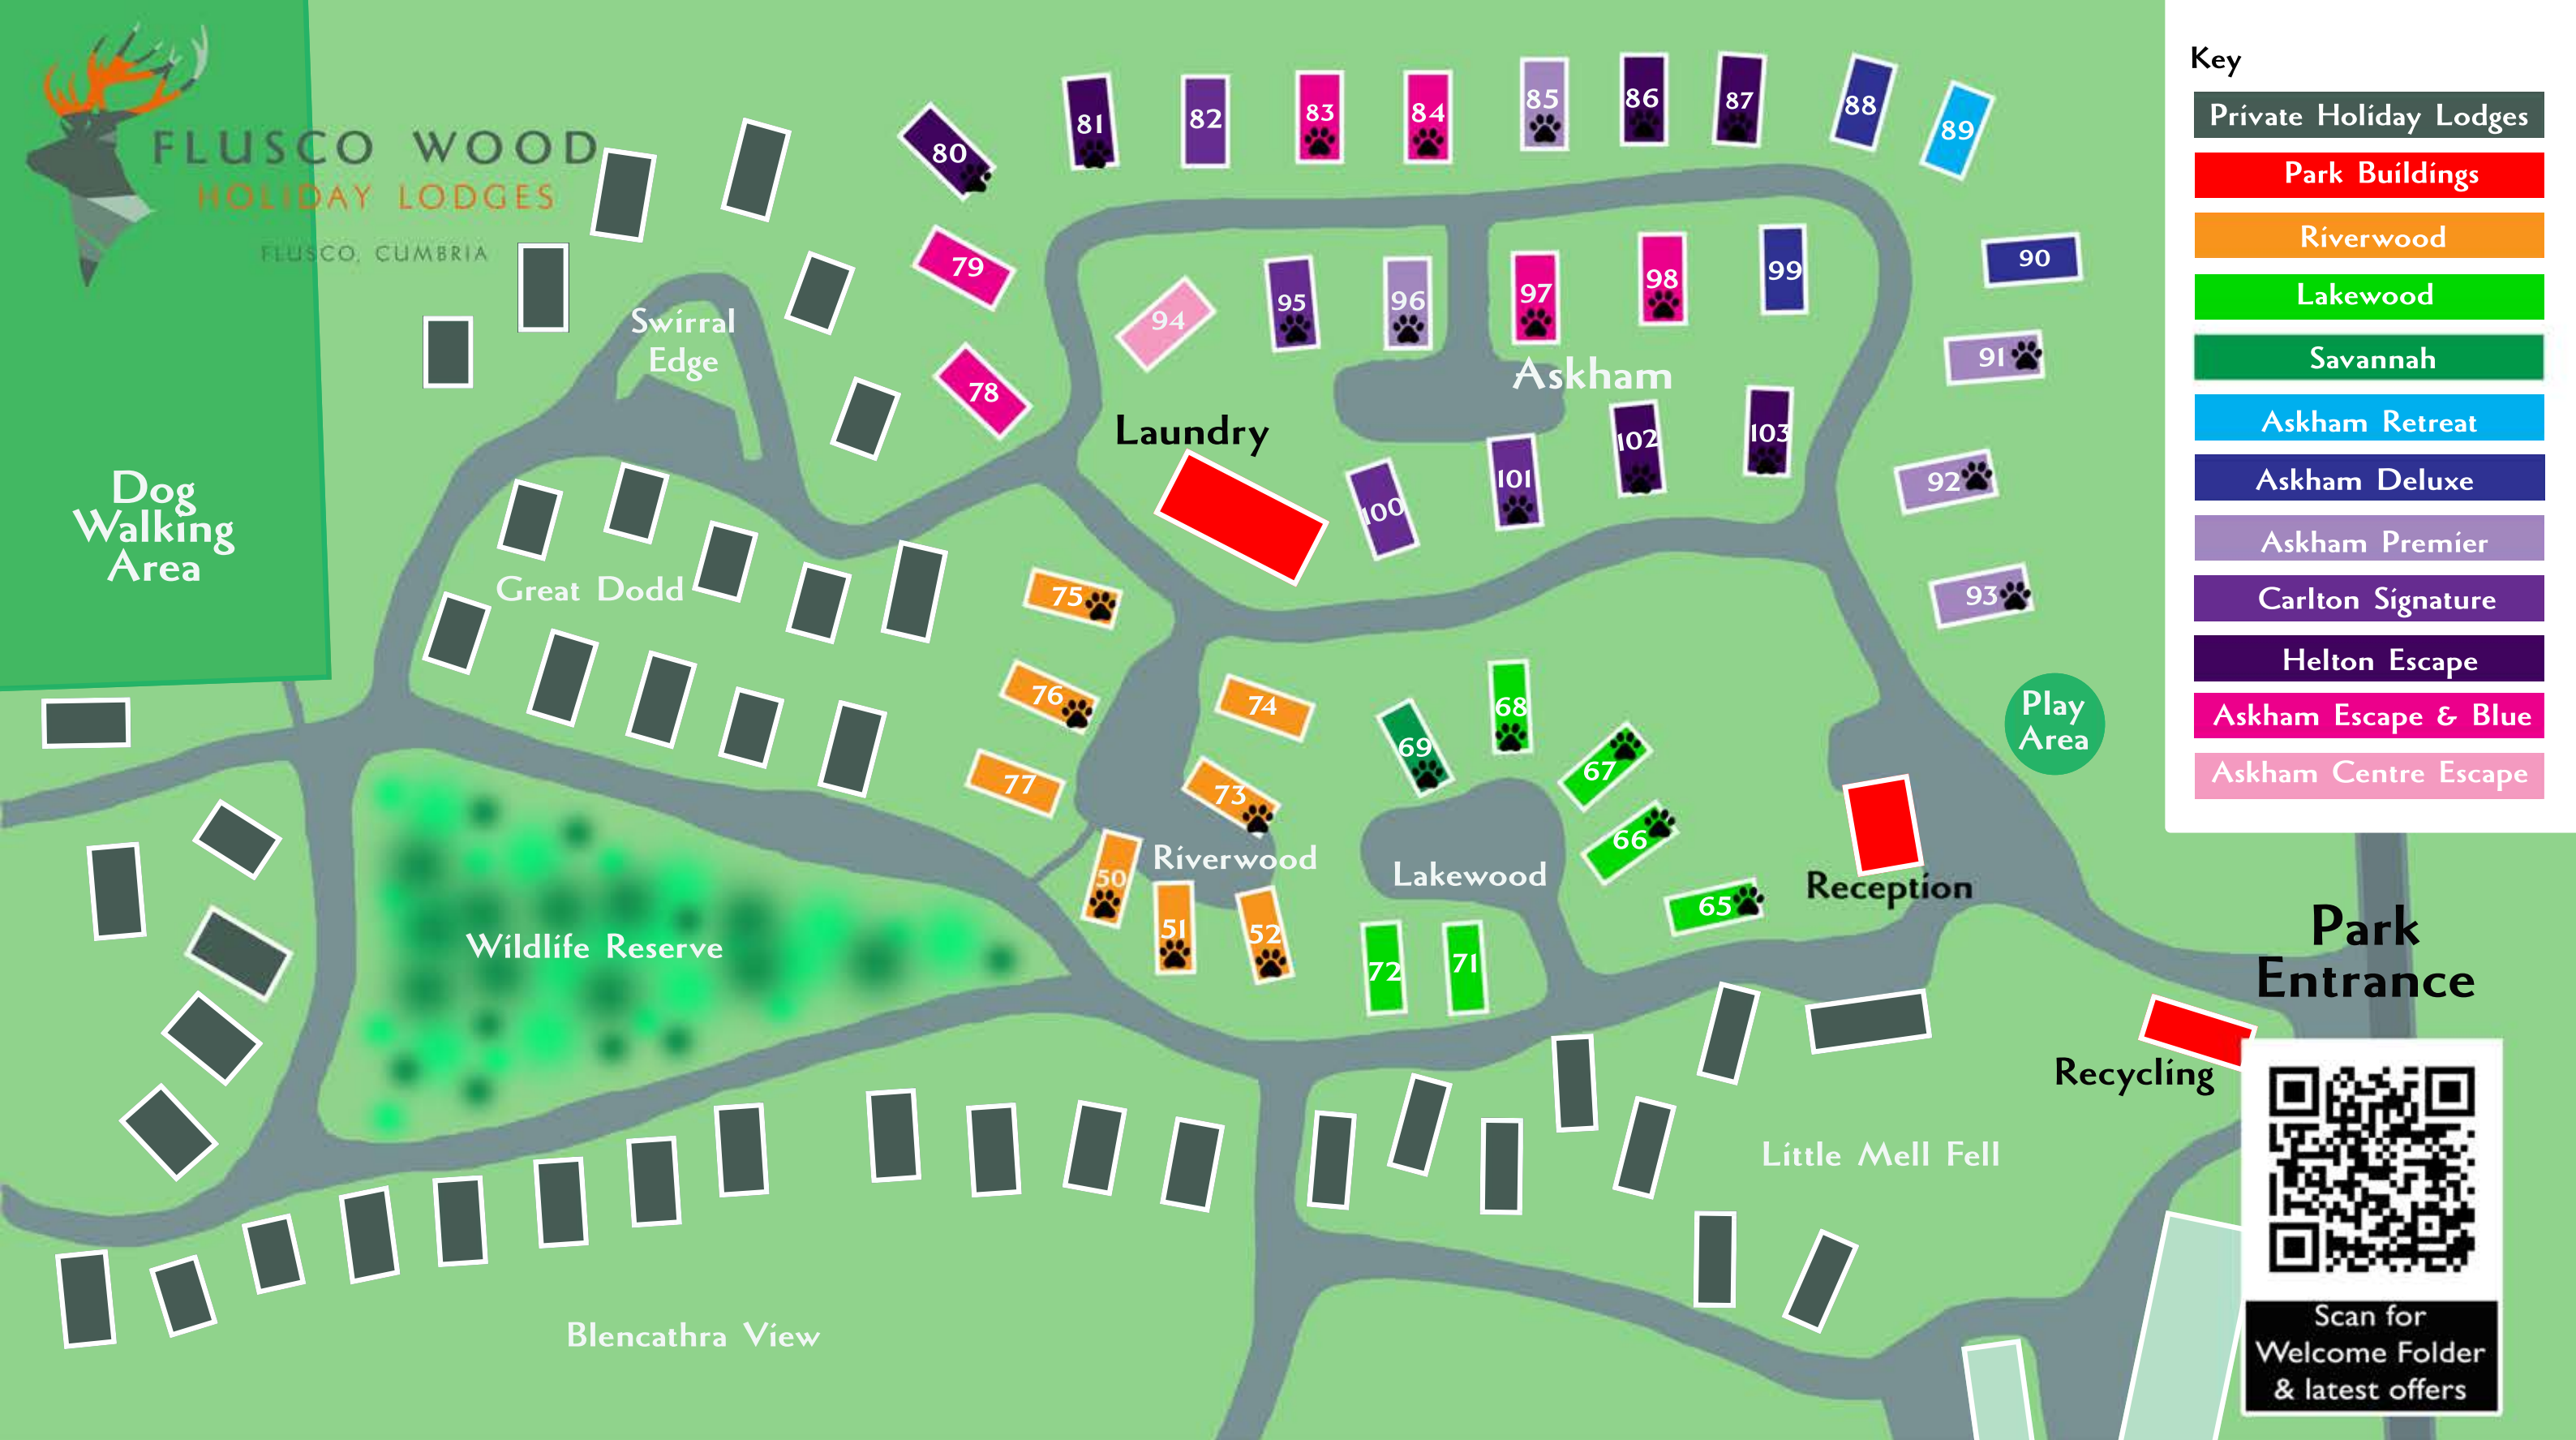 FLUSCO WOOD
HOLIDAY LODGES
FLUSCO, CUMBRIA
Dog
Walking
Area
Swirral
Edge
Great Dodd
Wildlife Reserve
Blencathra View
80
81
82
83
84
85
86
87
88
89
79
78
94
95
96
97
98
99
90
91
92
93
Askham
Laundry
100
101
102
103
75
76
77
74
73
50
51
52
Riverwood
69
68
67
66
65
72
71
Lakewood
Reception
Play
Area
Little Mell Fell
Recycling
Park
Entrance
Key
Private Holiday Lodges
Park Buildings
Riverwood
Lakewood
Savannah
Askham Retreat
Askham Deluxe
Askham Premier
Carlton Signature
Helton Escape
Askham Escape & Blue
Askham Centre Escape
Scan for
Welcome Folder
& latest offers